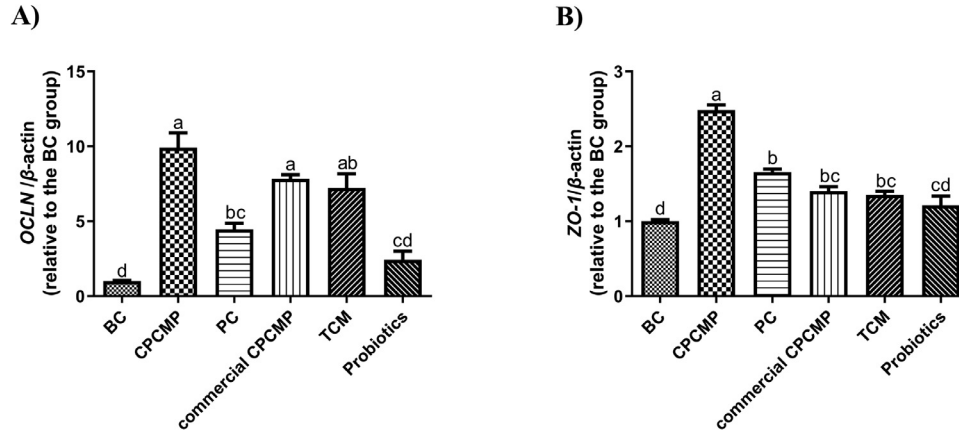 A)
OCLN /β-actin
(relative to the BC group)
15
10
5
0
a
a
ab
bc
cd
d
BC
CPCMP
PC
commercial CPCMP
TCM
Probiotics
B)
ZO-1/β-actin
(relative to the BC group)
3
2
1
0
a
b
bc
bc
cd
d
BC
CPCMP
PC
commercial CPCMP
TCM
Probiotics